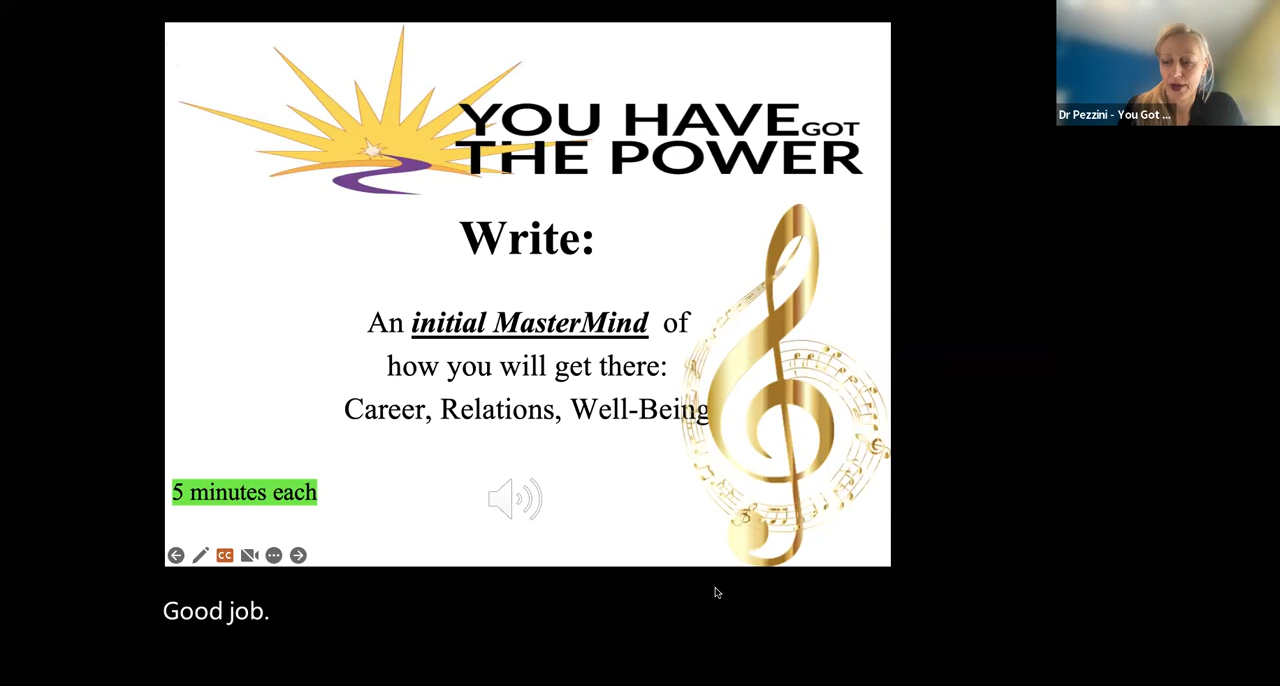 YOU HAVE GOT
THE POWER
Dr Pezzini - You Got ...
Write:
An initial MasterMind of
how you will get there:
Career, Relations, Well-Being
5 minutes each
CC
Good job.